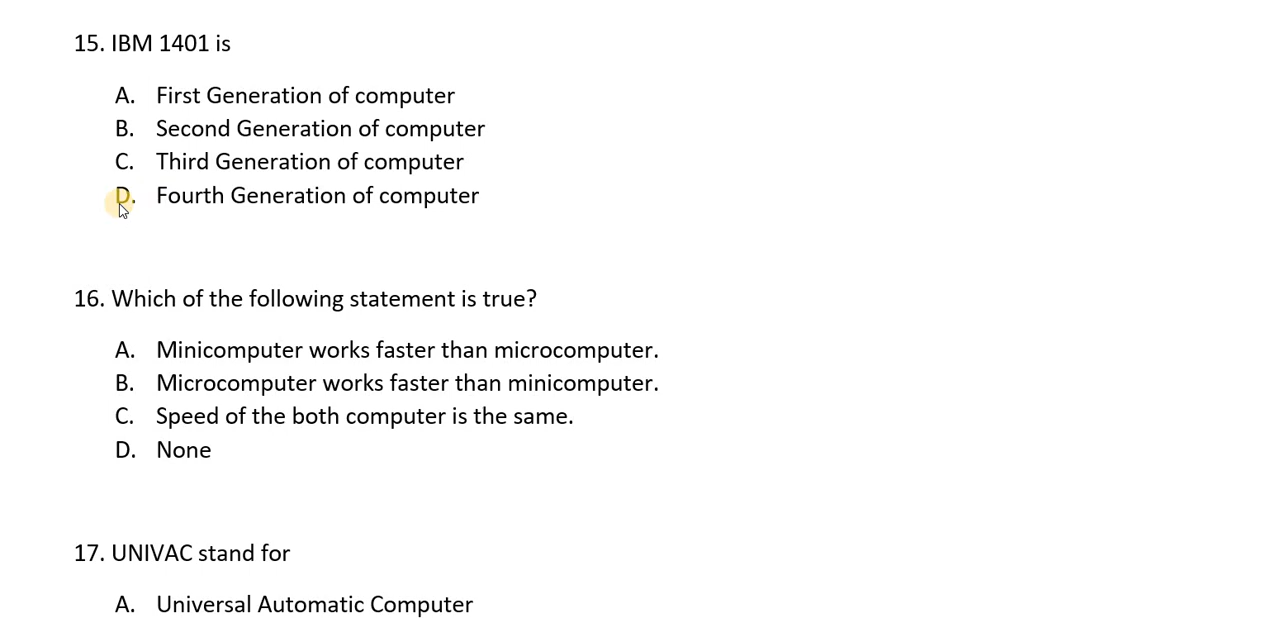 15. IBM 1401 is
A. First Generation of computer
B. Second Generation of computer
C. Third Generation of computer
D. Fourth Generation of computer
16. Which of the following statement is true?
A. Minicomputer works faster than microcomputer.
B. Microcomputer works faster than minicomputer.
C. Speed of the both computer is the same.
D. None
17. UNIVAC stand for
A. Universal Automatic Computer